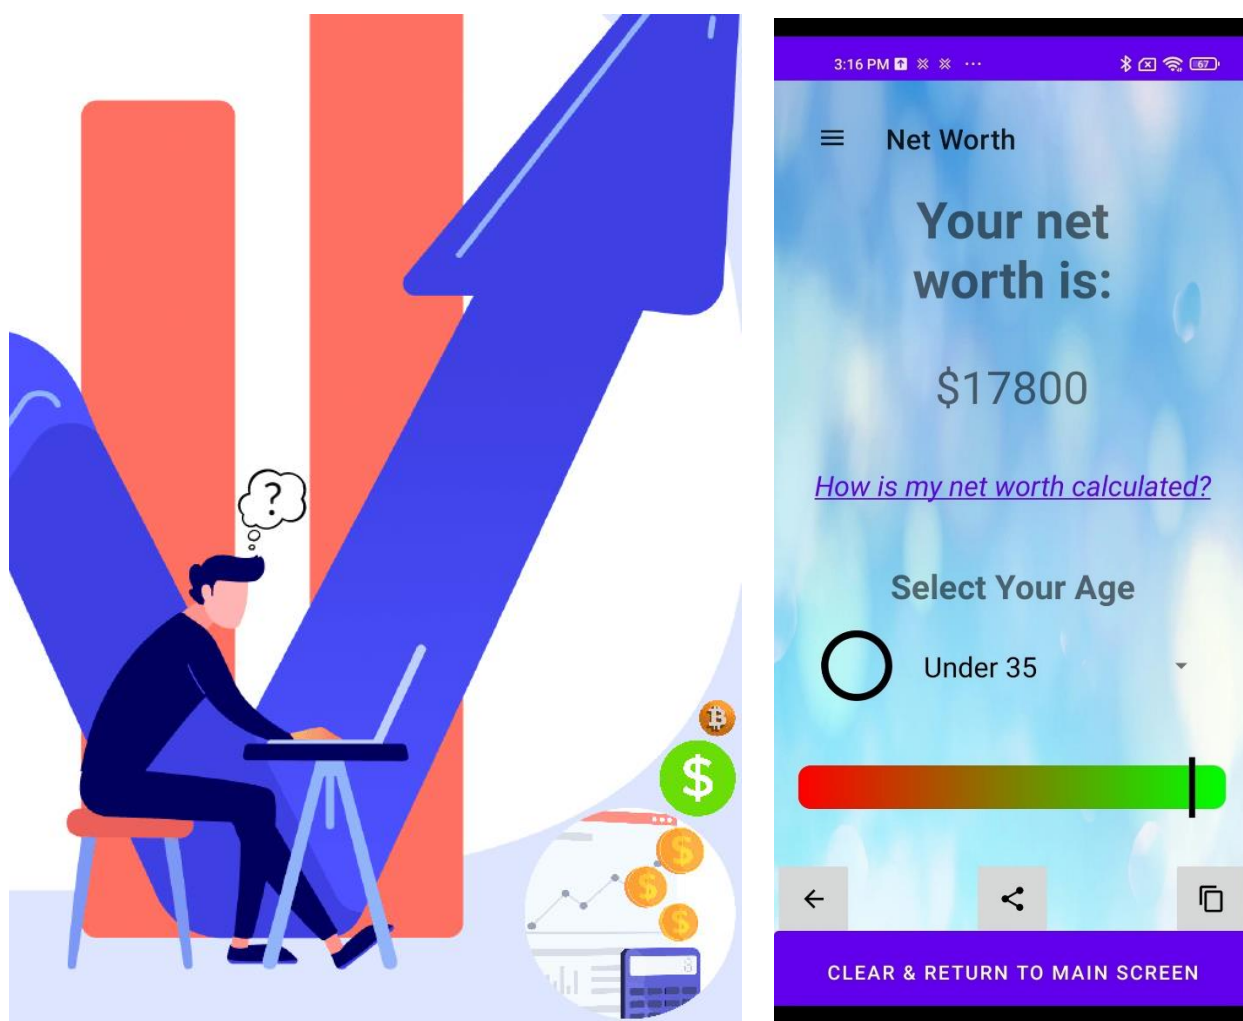 ?
₿
$
$
$
$
3:16 PM
67
Net Worth
Your net
worth is:
$17800
How is my net worth calculated?
Select Your Age
Under 35
CLEAR & RETURN TO MAIN SCREEN